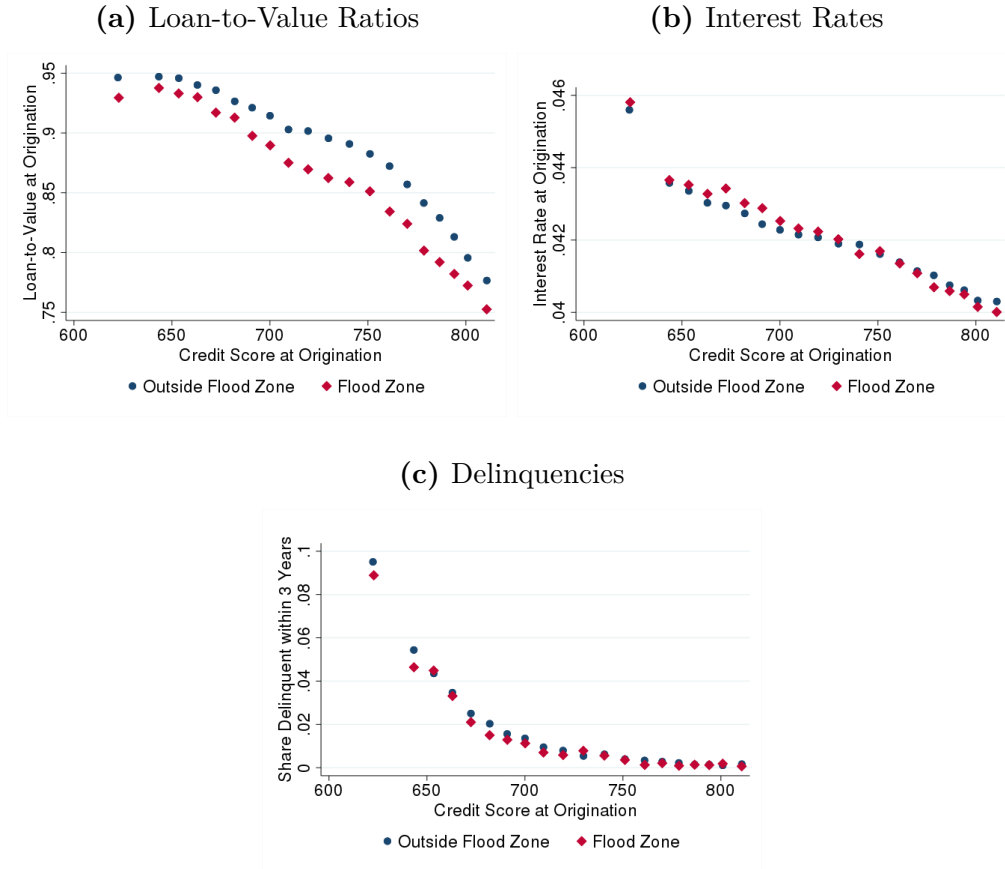 (a) Loan-to-Value Ratios
(b) Interest Rates
Loan-to-Value at Origination
.95
.9
.85
.8
.75
600 650 700 750 800
Credit Score at Origination
Outside Flood Zone Flood Zone
Interest Rate at Origination
.046
.044
.042
.04
600 650 700 750 800
Credit Score at Origination
Outside Flood Zone Flood Zone
(c) Delinquencies
Share Delinquent within 3 Years
.1
.08
.06
.04
.02
0
600 650 700 750 800
Credit Score at Origination
Outside Flood Zone Flood Zone